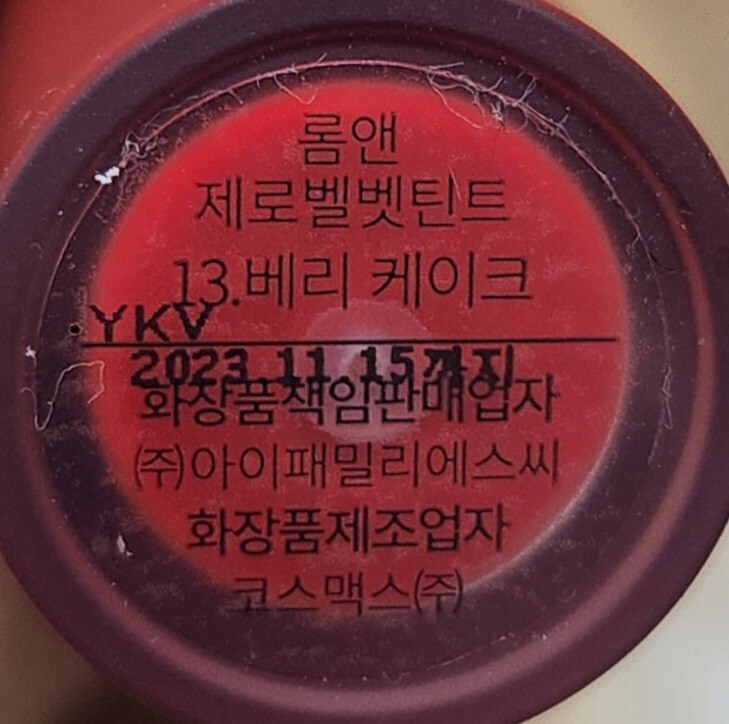 롬앤
제로벨벳틴트
13.베리 케이크
YKV
2023.11.15까지
화장품책임판매업자
㈜아이패밀리에스씨
화장품제조업자
코스맥스㈜